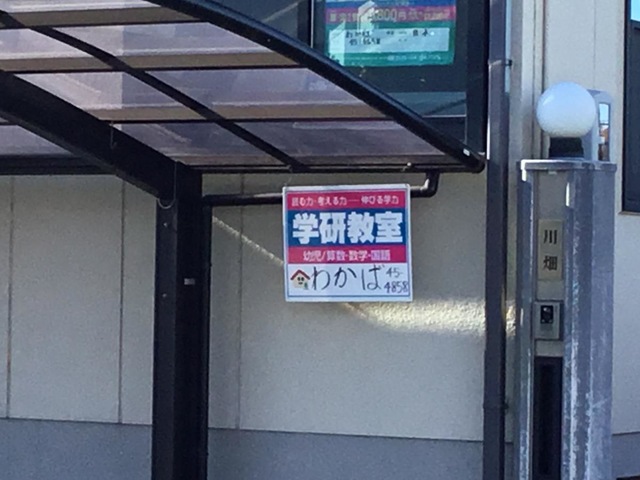 読む力・考える力――伸びる学力
学研教室
幼児/算数・数学・国語
わかば
45-
4858
川畑